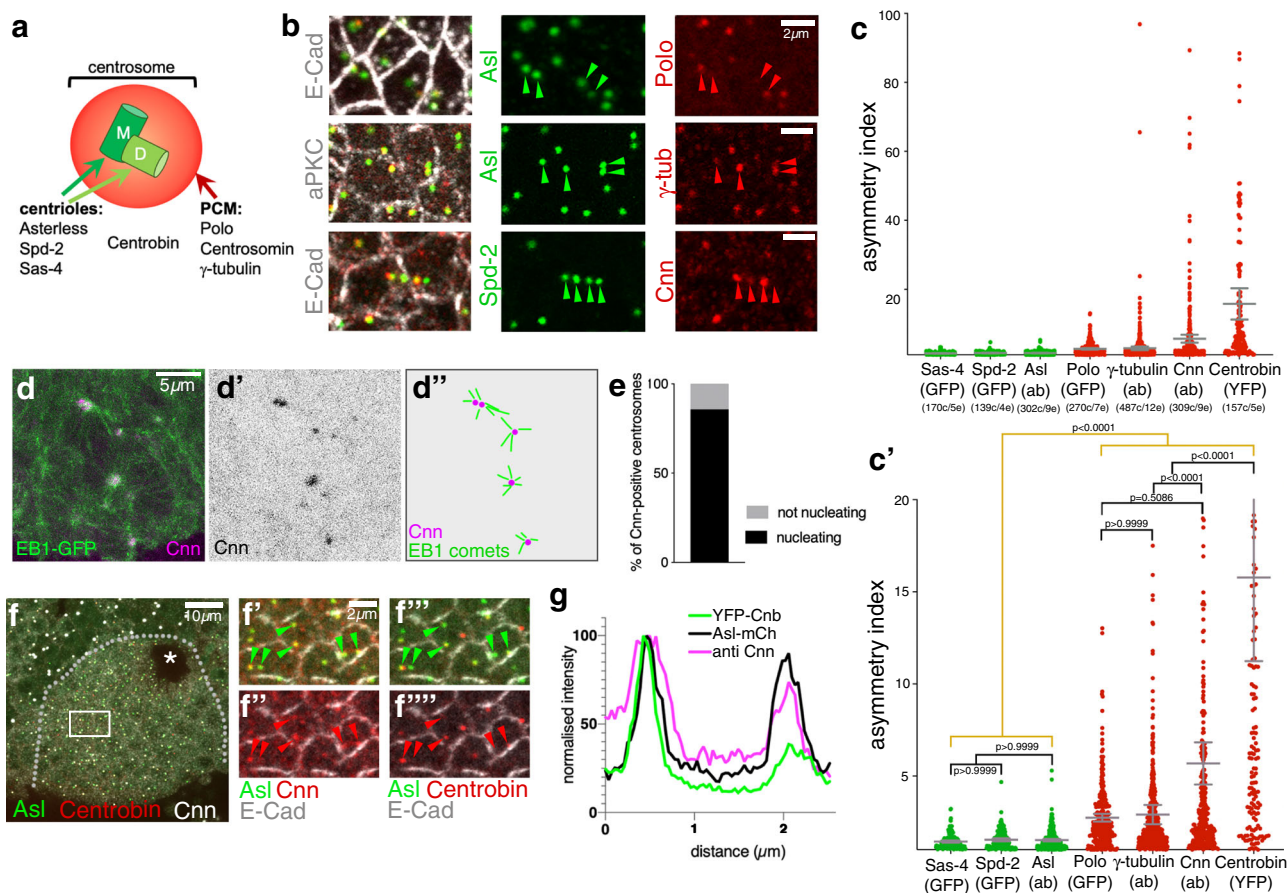 a
centrosome
M
D
centrioles:
Asterless
Spd-2
Sas-4
Centrobin
PCM:
Polo
Centrosomin
γ-tubulin
b
E-Cad
Asl
Polo
2µm
aPKC
Asl
γ-tub
E-Cad
Spd-2
Cnn
c
asymmetry index
100
80
60
40
20
Sas-4 Spd-2 Asl Polo γ-tubulin Cnn Centrobin
(GFP) (GFP) (ab) (GFP) (ab) (ab) (YFP)
(170c/5e) (139c/4e) (302c/9e) (270c/7e) (487c/12e) (309c/9e) (157c/5e)
c'
asymmetry index
p<0.0001
p<0.0001
p<0.0001
p=0.5086
p>0.9999
p>0.9999
p>0.9999
20
15
10
5
Sas-4 Spd-2 Asl Polo γ-tubulin Cnn Centrobin
(GFP) (GFP) (ab) (GFP) (ab) (ab) (YFP)
d
5µm
EB1-GFP
Cnn
d'
Cnn
d''
Cnn
EB1 comets
e
% of Cnn-positive centrosomes
100
50
0
not nucleating
nucleating
f
10µm
*
Asl Centrobin Cnn
f'
2µm
f''
f'''
f''''
Asl Cnn
E-Cad
Asl Centrobin
E-Cad
g
YFP-Cnb
Asl-mCh
anti Cnn
normalised intensity
100
50
0
0 1 2
distance (µm)